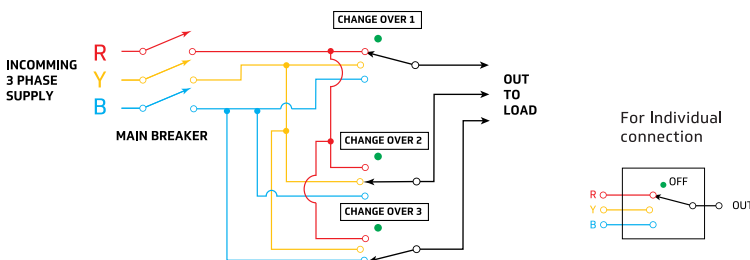 CHANGE OVER 1
INCOMMING
3 PHASE
SUPPLY
R
Y
B
MAIN BREAKER
OUT
TO
LOAD
CHANGE OVER 2
CHANGE OVER 3
For Individual
connection
OFF
R
Y
B
OUT